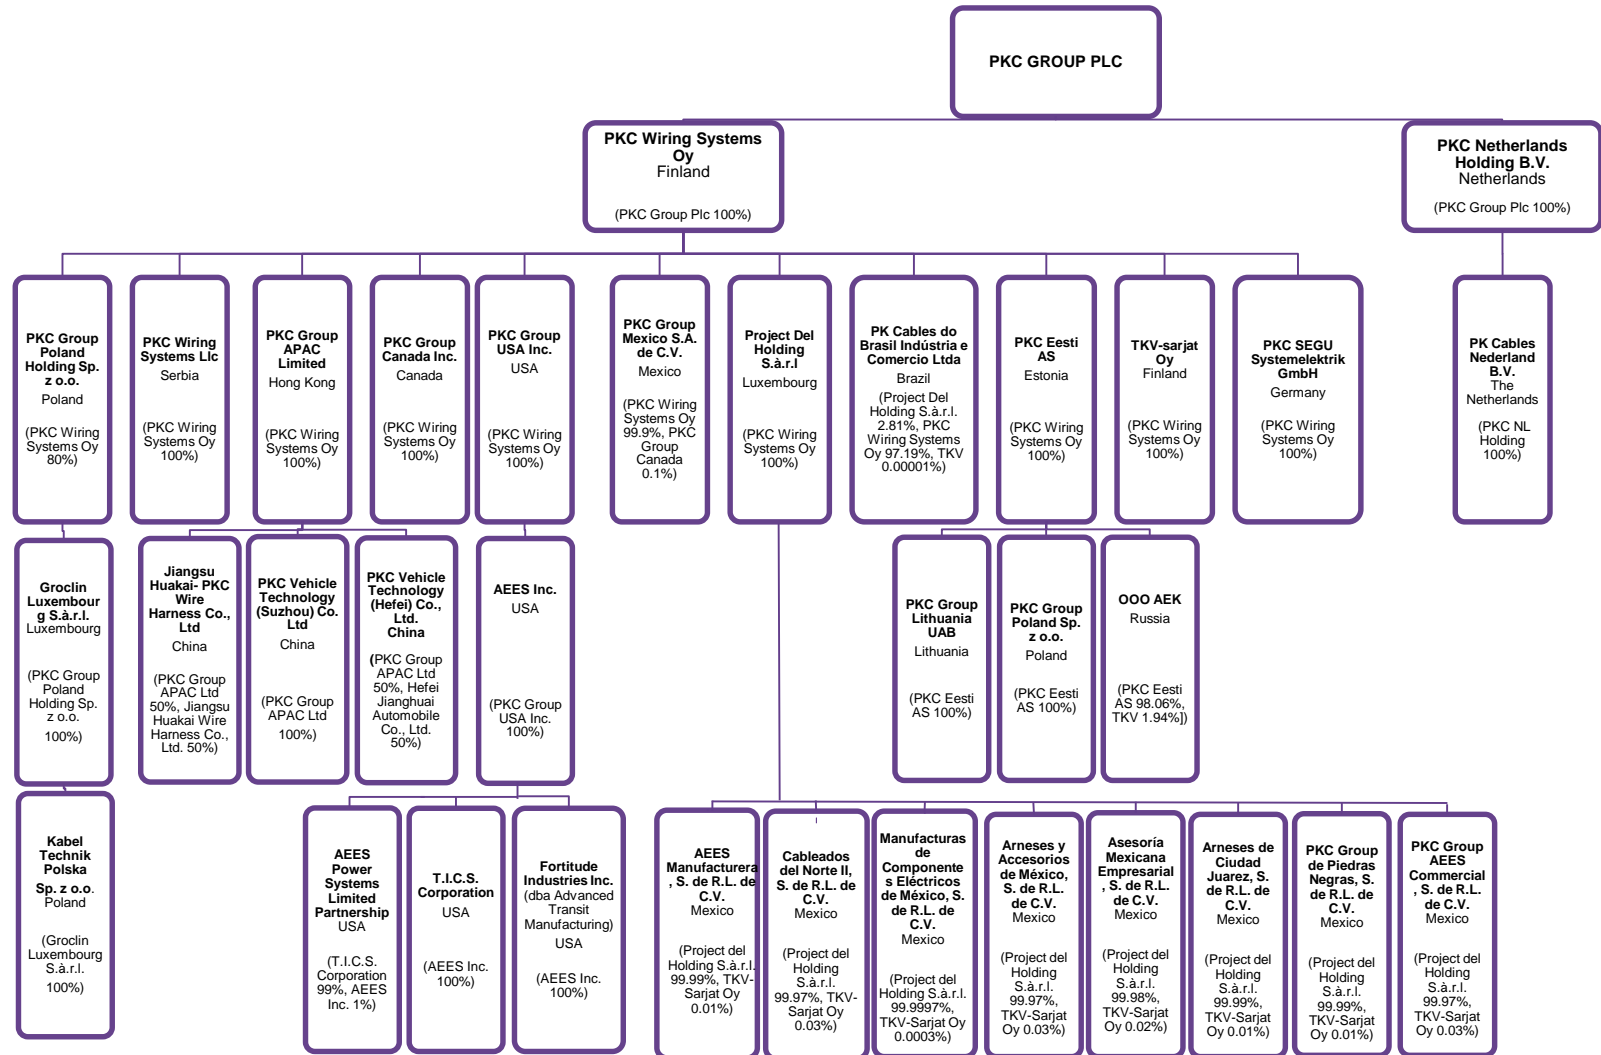 PKC GROUP PLC
PKC Wiring Systems
Oy
Finland
(PKC Group Plc 100%)
PKC Netherlands
Holding B.V.
Netherlands
(PKC Group Plc 100%)
PKC Group
Poland
Holding Sp.
z o.o.
Poland
(PKC Wiring
Systems Oy
80%)
PKC Wiring
Systems Llc
Serbia
(PKC Wiring
Systems Oy
100%)
PKC Group
APAC
Limited
Hong Kong
(PKC Wiring
Systems Oy
100%)
PKC Group
Canada Inc.
Canada
(PKC Wiring
Systems Oy
100%)
PKC Group
USA Inc.
USA
(PKC Wiring
Systems Oy
100%)
PKC Group
Mexico S.A.
de C.V.
Mexico
(PKC Wiring
Systems Oy
99.9%, PKC
Group
Canada
0.1%)
Project Del
Holding
S.à.r.l
Luxembourg
(PKC Wiring
Systems Oy
100%)
PK Cables do
Brasil Indústria e
Comercio Ltda
Brazil
(Project Del
Holding S.à.r.l.
2.81%, PKC
Wiring Systems
Oy 97.19%, TKV
0.00001%)
PKC Eesti
AS
Estonia
(PKC Wiring
Systems Oy
100%)
TKV-sarjat
Oy
Finland
(PKC Wiring
Systems Oy
100%)
PKC SEGU
Systemelektrik
GmbH
Germany
(PKC Wiring
Systems Oy
100%)
PK Cables
Nederland
B.V.
The
Netherlands
(PKC NL
Holding
100%)
Groclin
Luxembour
g S.à.r.l.
Luxembourg
(PKC Group
Poland
Holding Sp.
z o.o.
100%)
Jiangsu
Huakai- PKC
Wire
Harness Co.,
Ltd
China
(PKC Group
APAC Ltd
50%, Jiangsu
Huakai Wire
Harness Co.,
Ltd. 50%)
PKC Vehicle
Technology
(Suzhou) Co.
Ltd
China
(PKC Group
APAC Ltd
100%)
PKC Vehicle
Technology
(Hefei) Co.,
Ltd.
China
(PKC Group
APAC Ltd
50%, Hefei
Jianghuai
Automobile
Co., Ltd.
50%)
AEES Inc.
USA
(PKC Group
USA Inc.
100%)
PKC Group
Lithuania
UAB
Lithuania
(PKC Eesti
AS 100%)
PKC Group
Poland Sp.
z o.o.
Poland
(PKC Eesti
AS 100%)
OOO AEK
Russia
(PKC Eesti
AS 98.06%,
TKV 1.94%])
Kabel
Technik
Polska
Sp. z o.o.
Poland
(Groclin
Luxembourg
S.à.r.l.
100%)
AEES
Power
Systems
Limited
Partnership
USA
(T.I.C.S.
Corporation
99%, AEES
Inc. 1%)
T.I.C.S.
Corporation
USA
(AEES Inc.
100%)
Fortitude
Industries Inc.
(dba Advanced
Transit
Manufacturing)
USA
(AEES Inc.
100%)
AEES
Manufacturera
, S. de R.L. de
C.V.
Mexico
(Project del
Holding S.à.r.l.
99.99%, TKV-
Sarjat Oy
0.01%)
Cableados
del Norte II,
S. de R.L. de
C.V.
Mexico
(Project del
Holding
S.à.r.l.
99.97%, TKV-
Sarjat Oy
0.03%)
Manufacturas
de
Componente
s Eléctricos
de México, S.
de R.L. de
C.V.
Mexico
(Project del
Holding S.à.r.l.
99.9997%,
TKV-Sarjat Oy
0.0003%)
Arneses y
Accesorios
de México,
S. de R.L.
de C.V.
Mexico
(Project del
Holding
S.à.r.l.
99.97%,
TKV-Sarjat
Oy 0.03%)
Asesoría
Mexicana
Empresarial
, S. de R.L.
de C.V.
Mexico
(Project del
Holding
S.à.r.l.
99.98%,
TKV-Sarjat
Oy 0.02%)
Arneses de
Ciudad
Juarez, S.
de R.L. de
C.V.
Mexico
(Project del
Holding
S.à.r.l.
99.99%,
TKV-Sarjat
Oy 0.01%)
PKC Group
de Piedras
Negras, S.
de R.L. de
C.V.
Mexico
(Project del
Holding
S.à.r.l.
99.99%,
TKV-Sarjat
Oy 0.01%)
PKC Group
AEES
Commercial
, S. de R.L.
de C.V.
Mexico
(Project del
Holding
S.à.r.l.
99.97%,
TKV-Sarjat
Oy 0.03%)